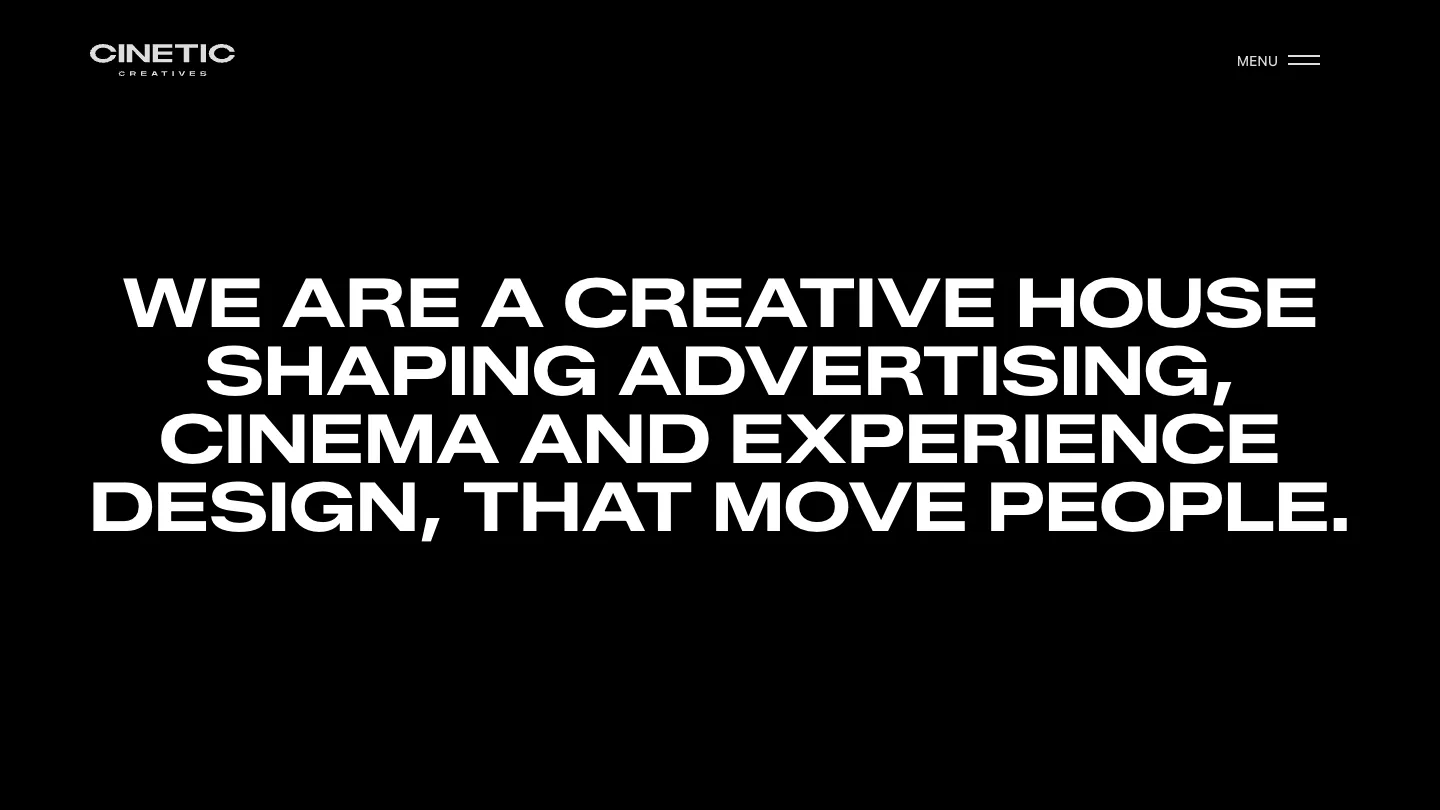 CINETIC
CREATIVES
MENU
WE ARE A CREATIVE HOUSE
SHAPING ADVERTISING,
CINEMA AND EXPERIENCE
DESIGN, THAT MOVE PEOPLE.